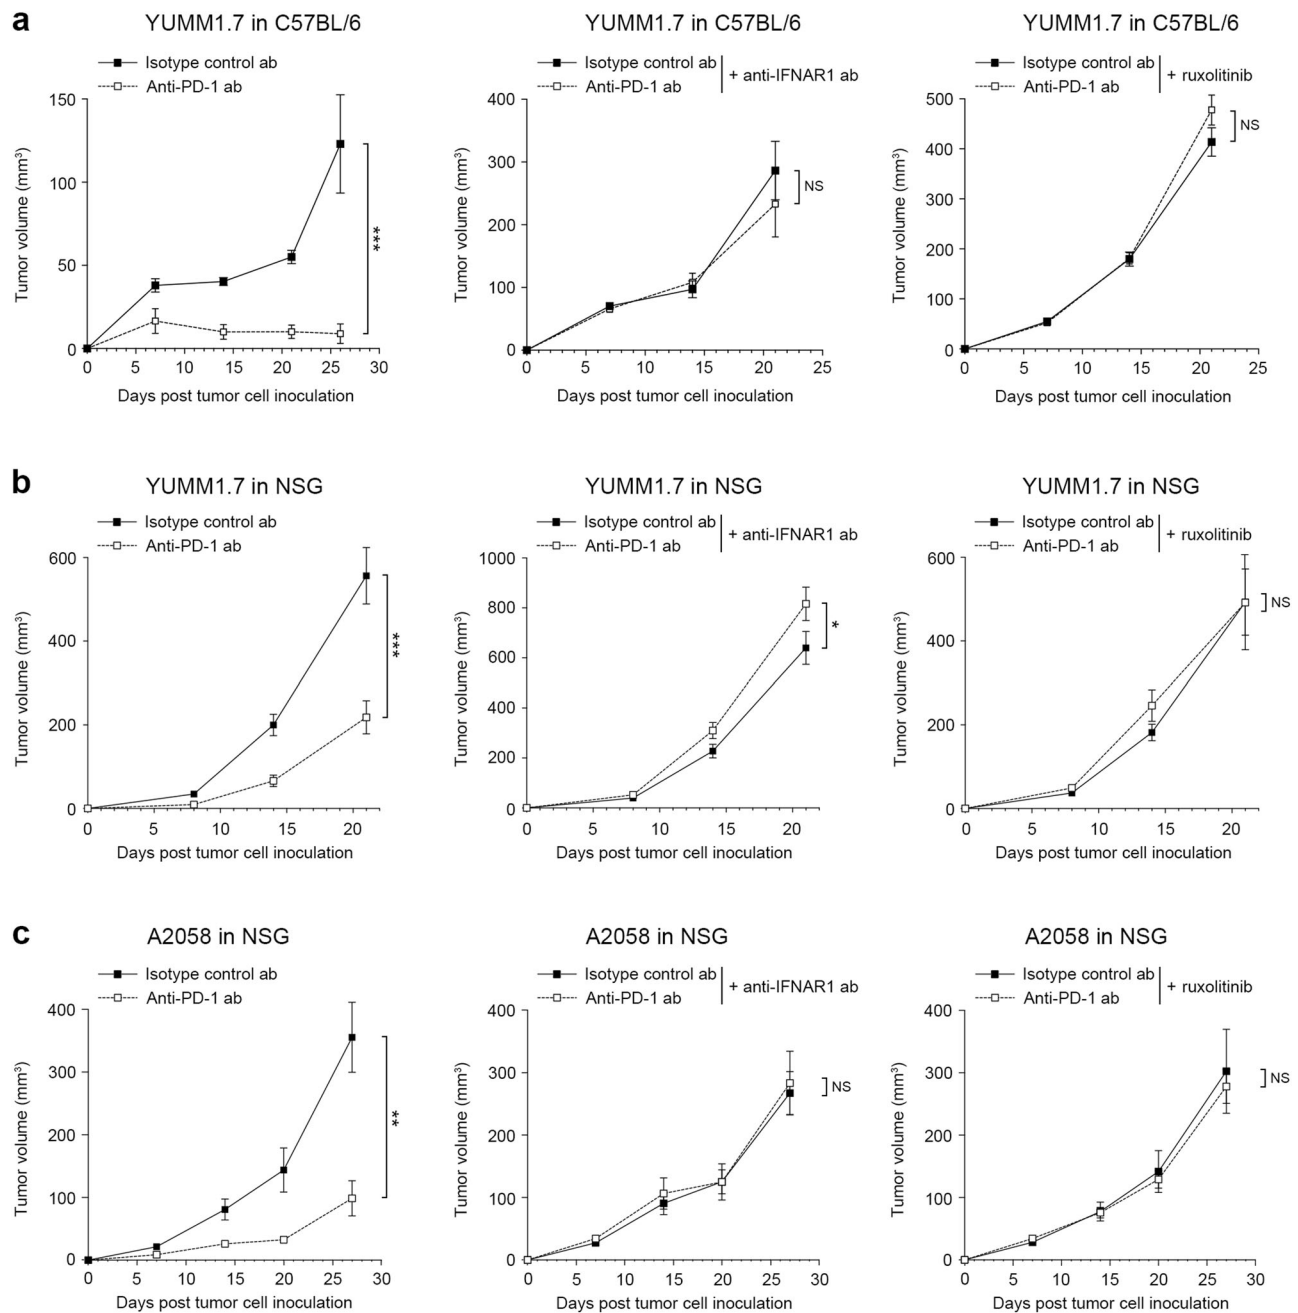 a
YUMM1.7 in C57BL/6
Isotype control ab
Anti-PD-1 ab
150
100
50
0
Tumor volume (mm³)
***
0 5 10 15 20 25 30
Days post tumor cell inoculation
YUMM1.7 in C57BL/6
Isotype control ab
Anti-PD-1 ab
+ anti-IFNAR1 ab
400
300
200
100
0
Tumor volume (mm³)
NS
0 5 10 15 20 25
Days post tumor cell inoculation
YUMM1.7 in C57BL/6
Isotype control ab
Anti-PD-1 ab
+ ruxolitinib
500
400
300
200
100
0
Tumor volume (mm³)
NS
0 5 10 15 20 25
Days post tumor cell inoculation
b
YUMM1.7 in NSG
Isotype control ab
Anti-PD-1 ab
600
400
200
0
Tumor volume (mm³)
***
0 5 10 15 20
Days post tumor cell inoculation
YUMM1.7 in NSG
Isotype control ab
Anti-PD-1 ab
+ anti-IFNAR1 ab
1000
800
600
400
200
0
Tumor volume (mm³)
*
0 5 10 15 20
Days post tumor cell inoculation
YUMM1.7 in NSG
Isotype control ab
Anti-PD-1 ab
+ ruxolitinib
600
400
200
0
Tumor volume (mm³)
NS
0 5 10 15 20
Days post tumor cell inoculation
c
A2058 in NSG
Isotype control ab
Anti-PD-1 ab
400
300
200
100
0
Tumor volume (mm³)
**
0 5 10 15 20 25 30
Days post tumor cell inoculation
A2058 in NSG
Isotype control ab
Anti-PD-1 ab
+ anti-IFNAR1 ab
400
300
200
100
0
Tumor volume (mm³)
NS
0 5 10 15 20 25 30
Days post tumor cell inoculation
A2058 in NSG
Isotype control ab
Anti-PD-1 ab
+ ruxolitinib
400
300
200
100
0
Tumor volume (mm³)
NS
0 5 10 15 20 25 30
Days post tumor cell inoculation